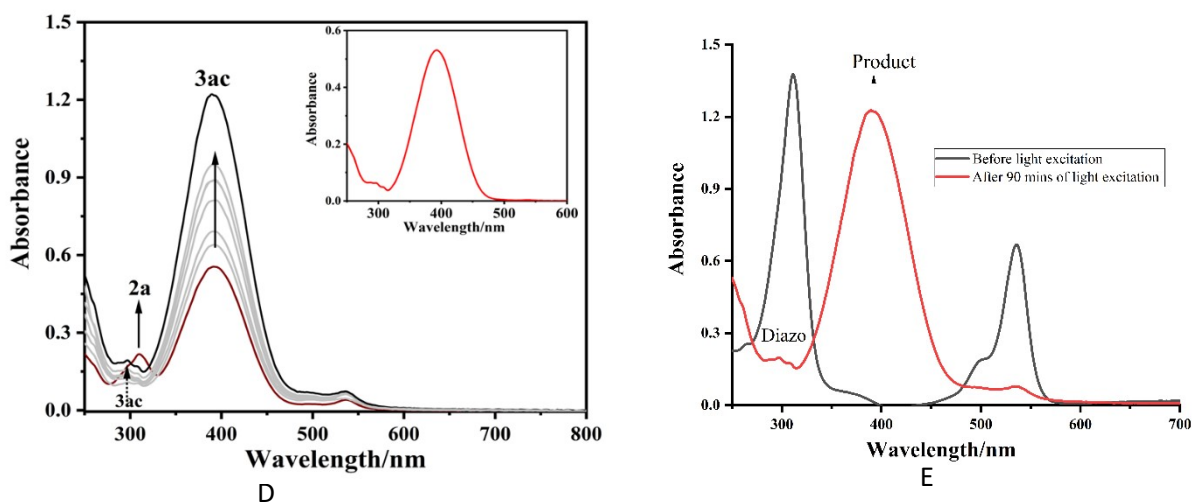 1.5
1.2
0.9
0.6
0.3
0.0
Absorbance
300 400 500 600 700 800
Wavelength/nm
3ac
2a
3ac
0.6
0.4
0.2
0.0
Absorbance
300 400 500 600
Wavelength/nm
D
1.5
1.2
0.9
0.6
0.3
0.0
Absorbance
Product
Before light excitation
After 90 mins of light excitation
Diazo
300 400 500 600 700
Wavelength/nm
E